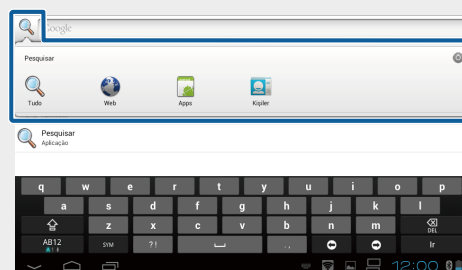 Google
Pesquisar
Tudo Web Apps Kişiler
Pesquisar
Aplicação
q w e r t y u i o p
a s d f g h j k l
z x c v b n m DEL
AB12 SYM ?! ., Ir
12:00